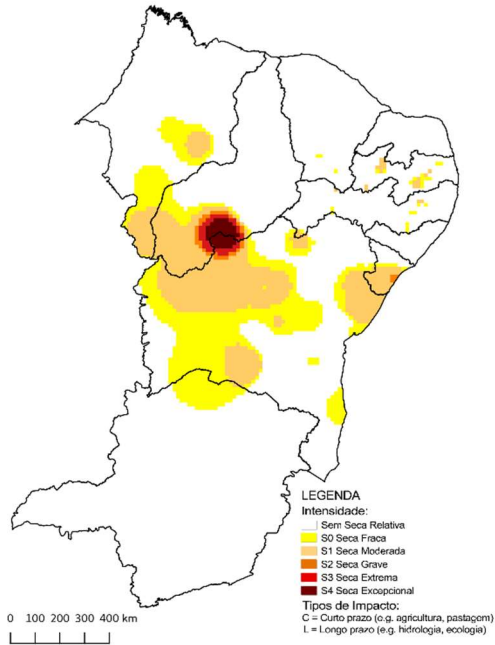 LEGENDA
Intensidade:
Sem Seca Relativa
S0 Seca Fraca
S1 Seca Moderada
S2 Seca Grave
S3 Seca Extrema
S4 Seca Excepcional
Tipos de Impacto:
C = Curto prazo (e.g. agricultura, pastagem)
L = Longo prazo (e.g. hidrologia, ecologia)
0 100 200 300 400 km